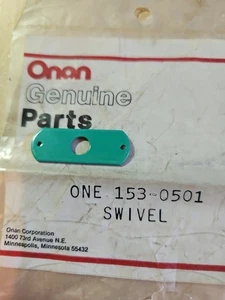 Onan
Genuine
Parts
ONE 153-0501
SWIVEL
Onan Corporation
1400 73rd Avenue N.E.
Minneapolis, Minnesota 55432